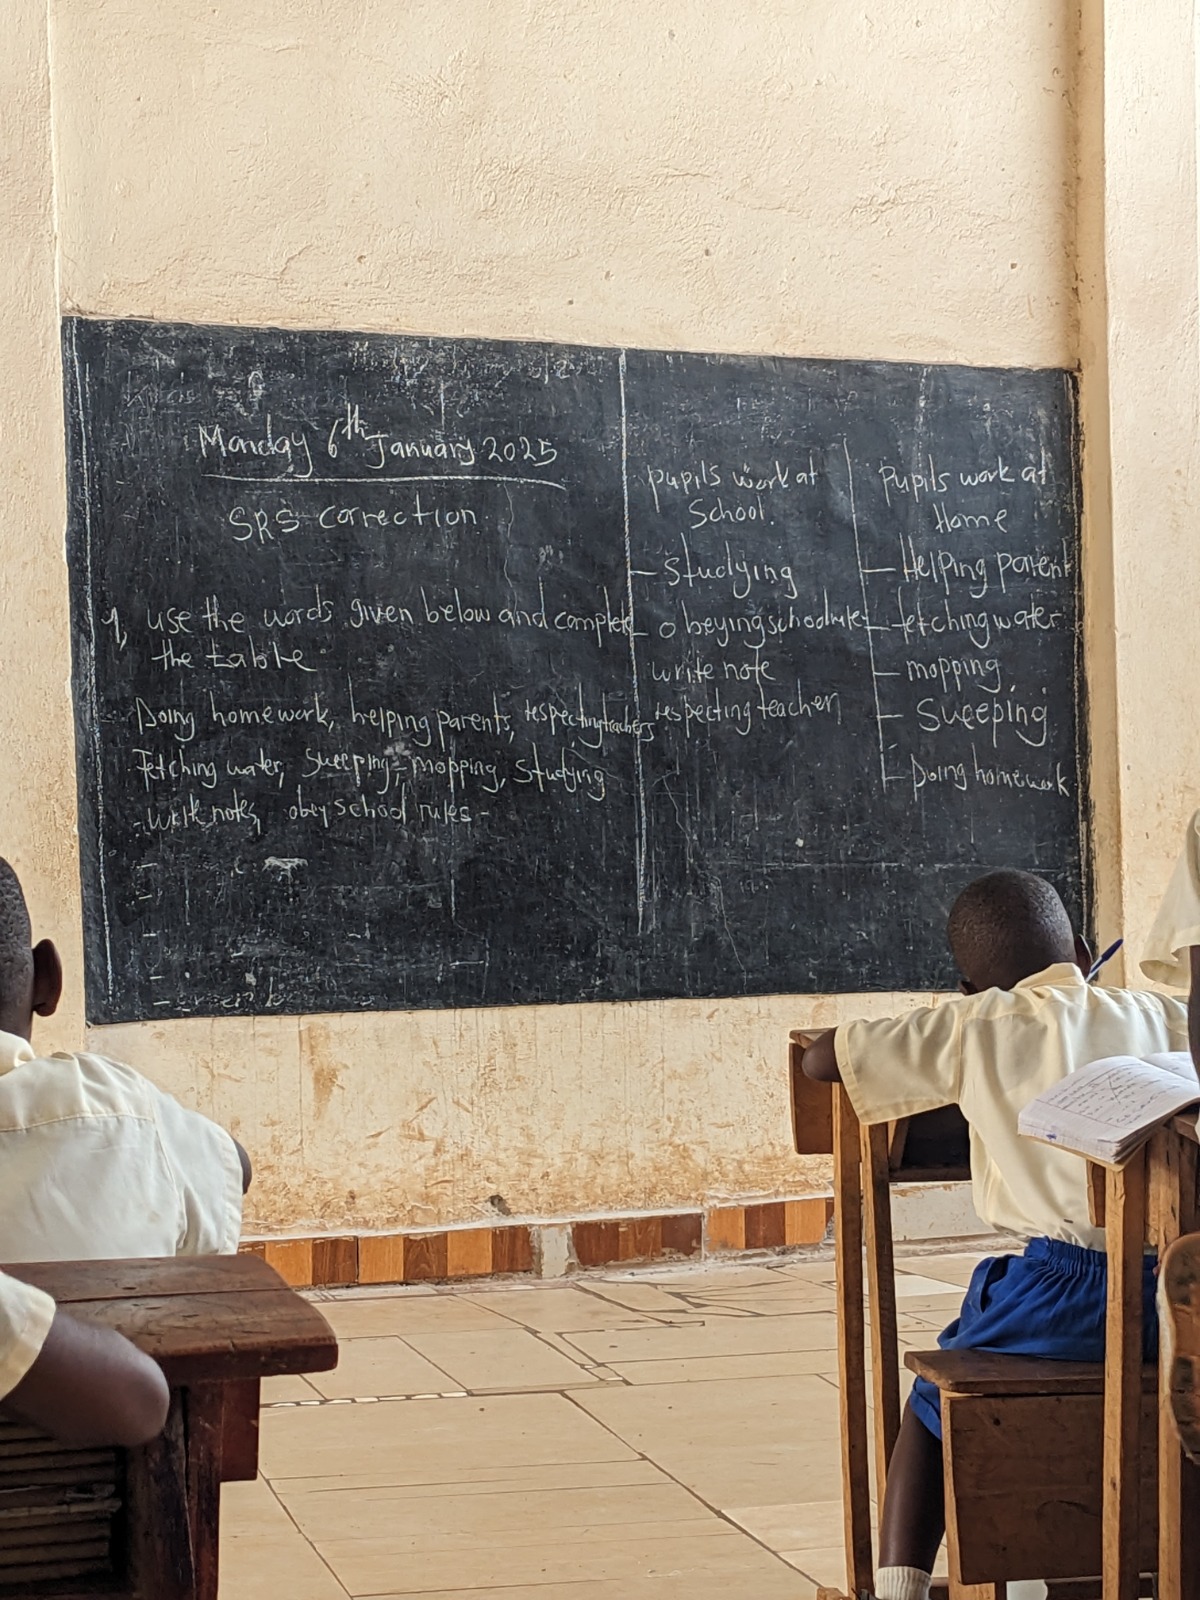 Monday 6th January 2025
SRS correction
1, use the words given below and complete
the table
Doing homework, helping parents, respecting teachers
Fetching water, Sweeping - mopping, Studying
- write notes, obey school rules -
pupils work at
School.
- Studying
- obeying school rules
write note
respecting teachers
Pupils work at
Home
- Helping parent
- fetching water
- mopping
- Sweeping
- Doing homework